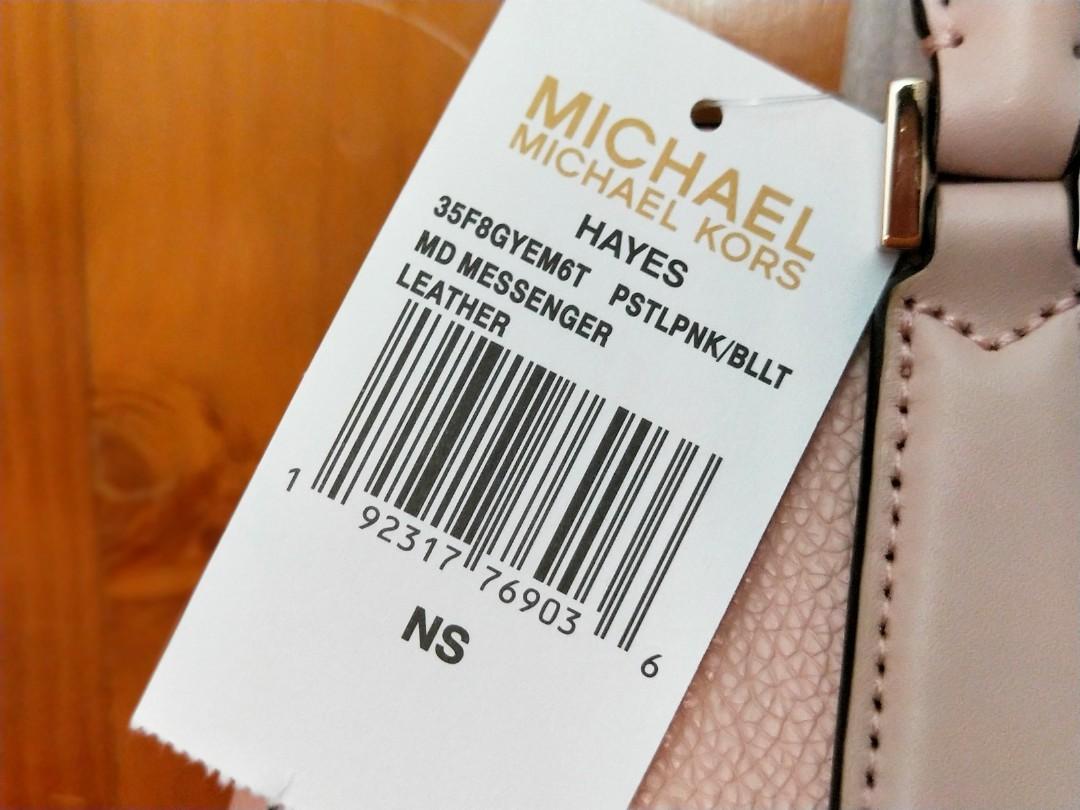 MICHAEL
MICHAEL KORS
HAYES
35F8GYEM6T PSTLPNK/BLLT
MD MESSENGER
LEATHER
1 92317 76903 6
NS